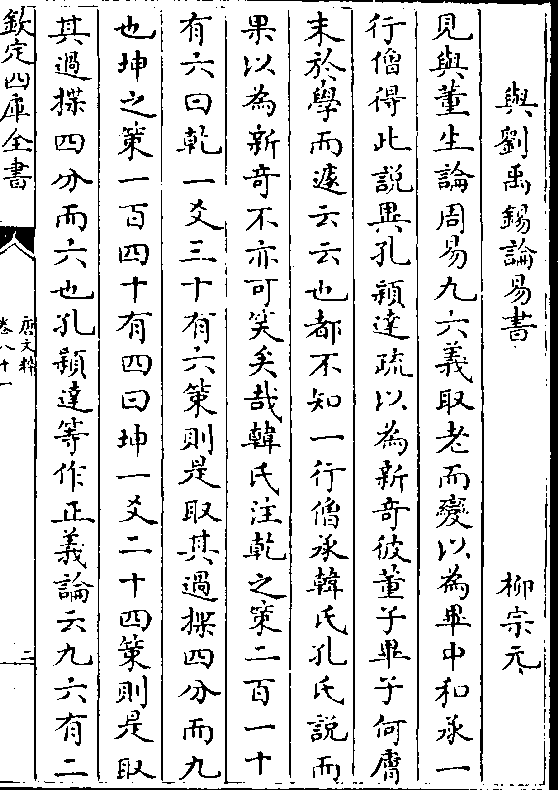 與劉禹錫論易書　柳宗元
見與董生論周易九六義取老而變以為畢中和承一
行僧得此説異孔穎達疏以為新奇彼董子畢子何膚
末於學而遽云云也都不知一行僧承韓氏孔氏説而
果以為新奇不亦可笑矣哉韓氏注乾之策二百一十
有六曰乾一爻三十有六策則是取其過揲四分而九
也坤之策一百四十有四曰坤一爻二十四策則是取
其過揲四分而六也孔穎達等作正義論云九六有二
欽定四庫全書
唐文粹
卷八十一
二